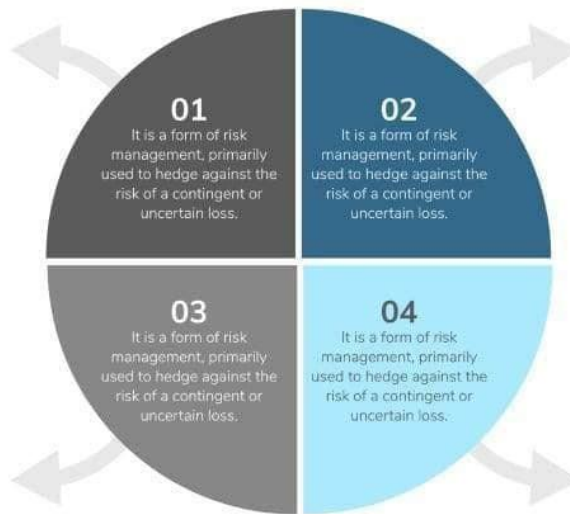 01
It is a form of risk
management, primarily
used to hedge against the
risk of a contingent or
uncertain loss.
02
It is a form of risk
management, primarily
used to hedge against the
risk of a contingent or
uncertain loss.
03
It is a form of risk
management, primarily
used to hedge against the
risk of a contingent or
uncertain loss.
04
It is a form of risk
management, primarily
used to hedge against the
risk of a contingent or
uncertain loss.